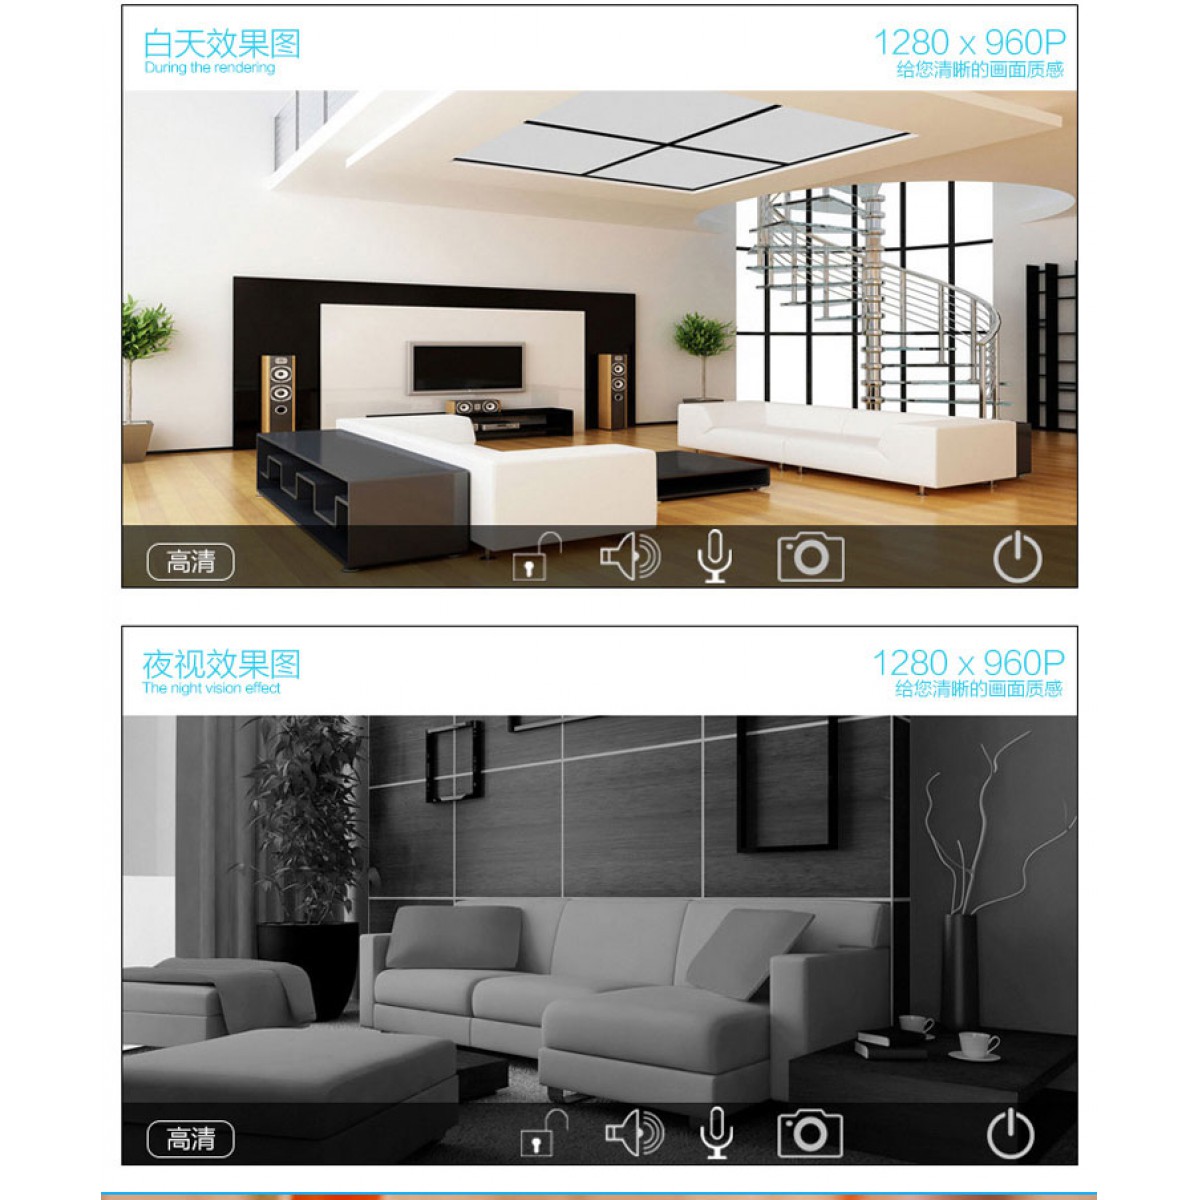 白天效果图
During the rendering
1280 x 960P
给您清晰的画面质感
高清
夜视效果图
The night vision effect
1280 x 960P
给您清晰的画面质感
高清